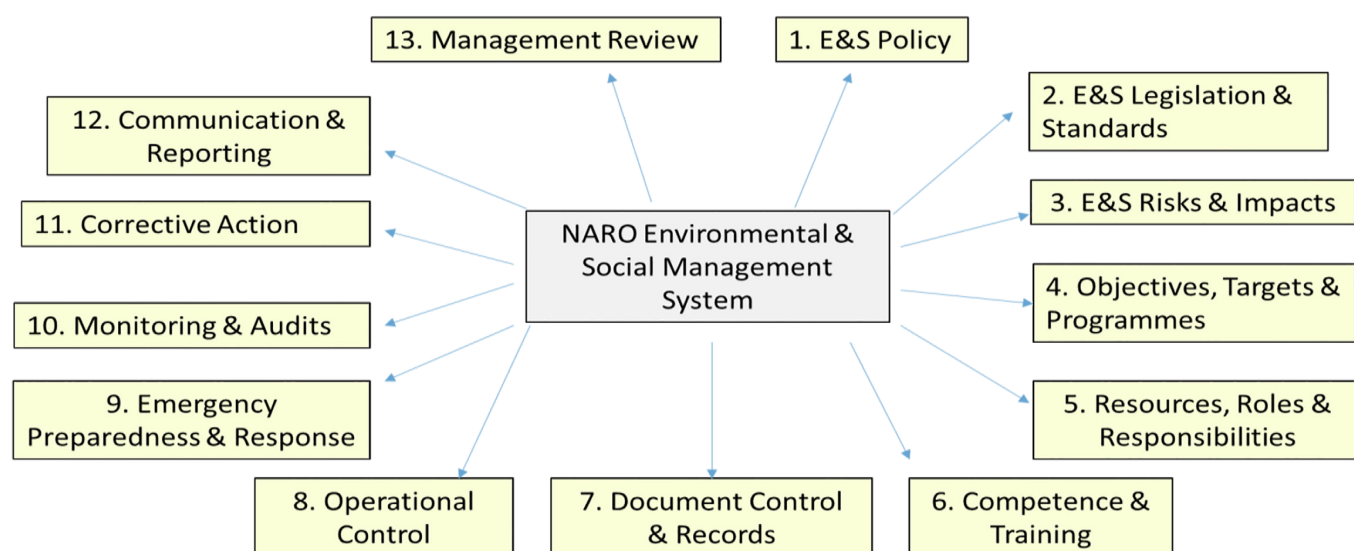 13. Management Review
1. E&S Policy
2. E&S Legislation &
Standards
12. Communication &
Reporting
3. E&S Risks & Impacts
11. Corrective Action
NARO Environmental &
Social Management
System
4. Objectives, Targets &
Programmes
10. Monitoring & Audits
5. Resources, Roles &
Responsibilities
9. Emergency
Preparedness & Response
8. Operational
Control
7. Document Control
& Records
6. Competence &
Training